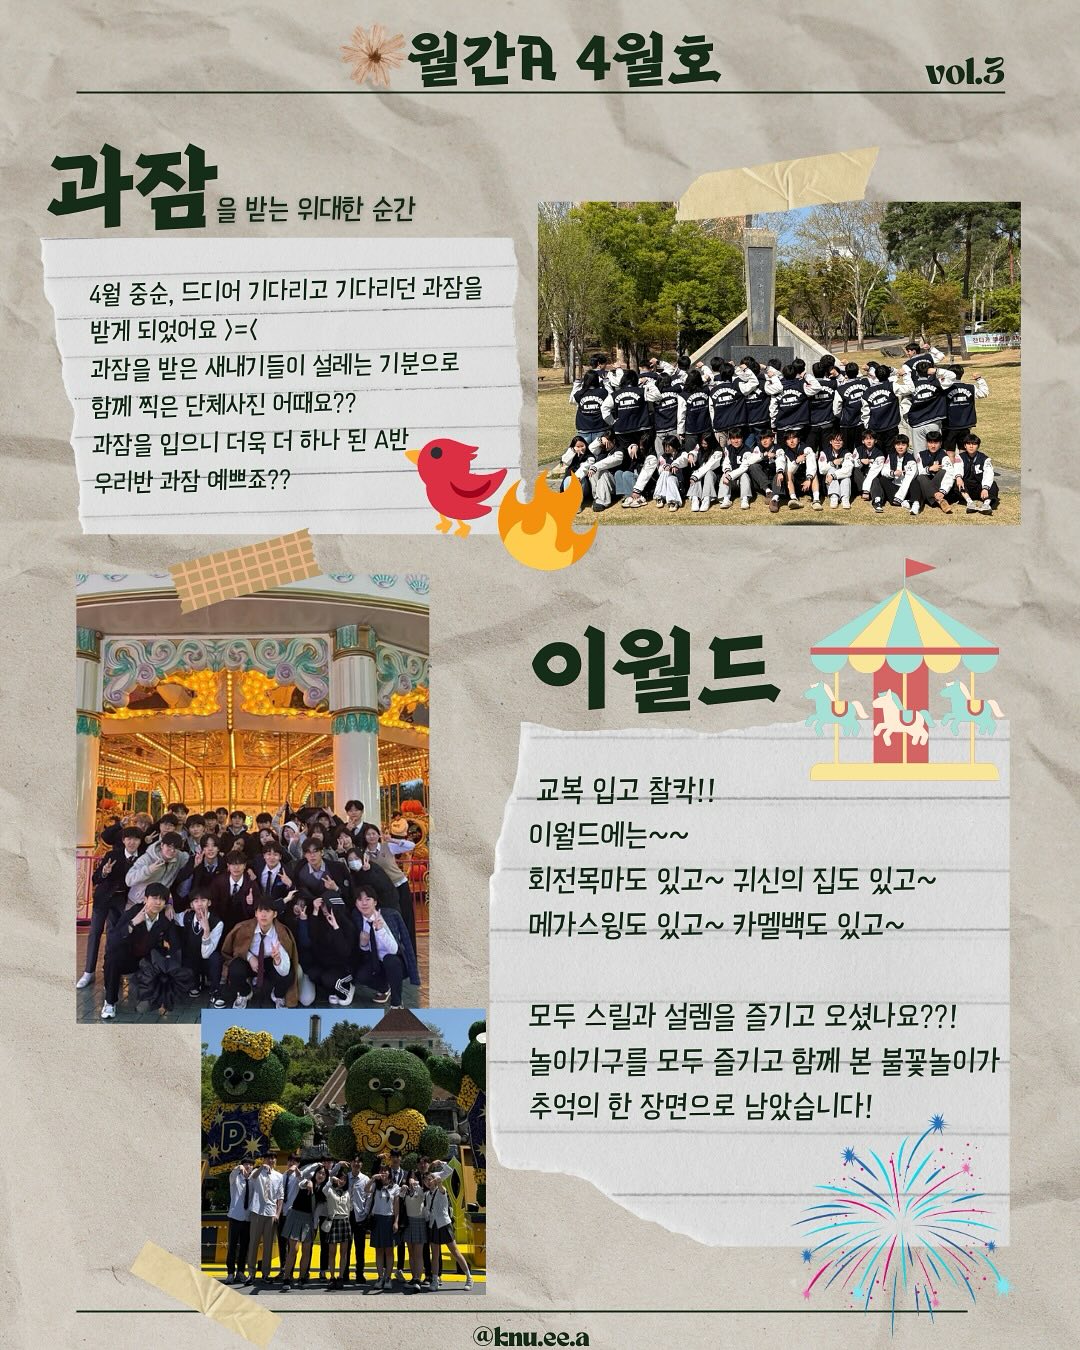 월간A 4월호
vol.3
과잠을 받는 위대한 순간
4월 중순, 드디어 기다리고 기다리던 과잠을
받게 되었어요 >=<
과잠을 받은 새내기들이 설레는 기분으로
함께 찍은 단체사진 어때요??
과잠을 입으니 더욱 더 하나 된 A반
우리반 과잠 예쁘죠??
이월드
교복 입고 찰칵!!
이월드에는~~
회전목마도 있고~ 귀신의 집도 있고~
메가스윙도 있고~ 카멜백도 있고~
모두 스릴과 설렘을 즐기고 오셨나요??!
놀이기구를 모두 즐기고 함께 본 불꽃놀이가
추억의 한 장면으로 남았습니다!
P
30
@knu.ee.a